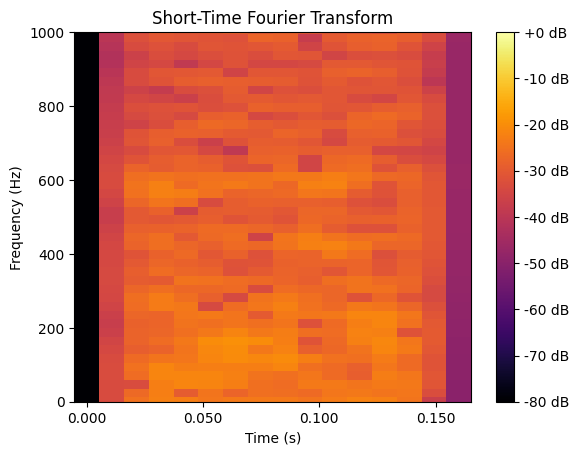 Short-Time Fourier Transform
1000
800
600
400
200
0
Frequency (Hz)
0.000
0.050
0.100
0.150
Time (s)
+0 dB
-10 dB
-20 dB
-30 dB
-40 dB
-50 dB
-60 dB
-70 dB
-80 dB